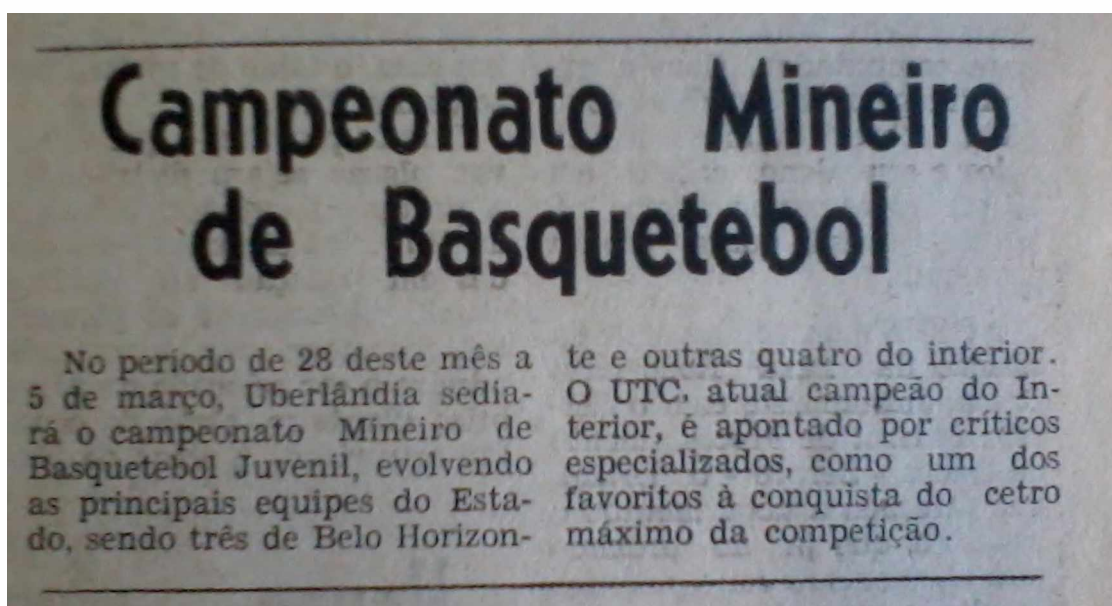 Campeonato Mineiro
de Basquetebol
No período de 28 deste mês a
5 de março, Uberlândia sedia-
rá o campeonato Mineiro de
Basquetebol Juvenil, evolvendo
as principais equipes do Esta-
do, sendo três de Belo Horizon-
te e outras quatro do interior.
O UTC, atual campeão do In-
terior, é apontado por críticos
especializados, como um dos
favoritos à conquista do cetro
máximo da competição.